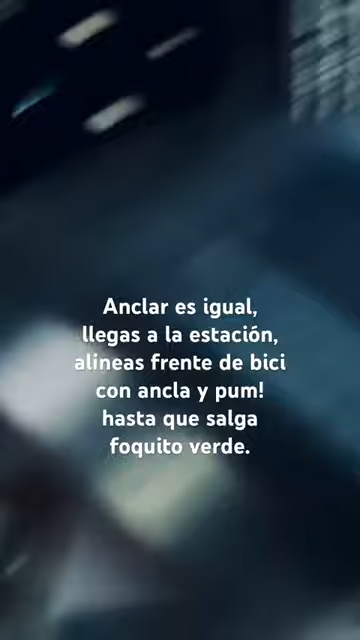 Anclar es igual,
llegas a la estación,
alineas frente de bici
con ancla y pum!
hasta que salga
foquito verde.